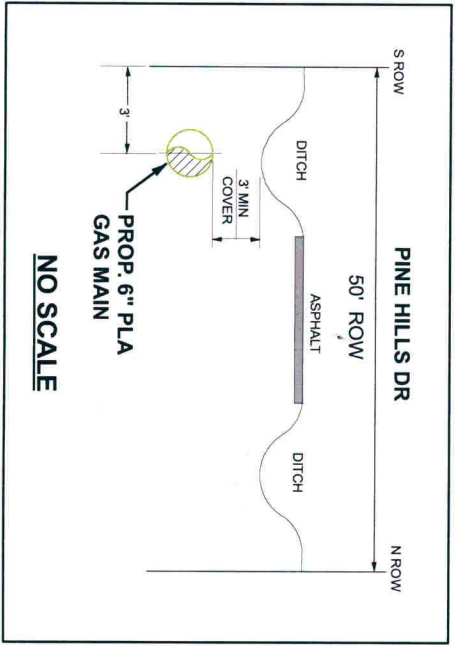 PINE HILLS DR
S ROW
50' ROW
N ROW
DITCH
ASPHALT
DITCH
3' MIN
COVER
3'
PROP. 6" PLA
GAS MAIN
NO SCALE